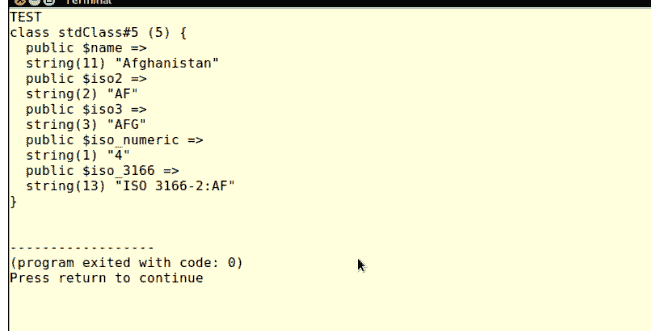 Terminal
TEST
class stdClass#5 (5) {
  public $name =>
  string(11) "Afghanistan"
  public $iso2 =>
  string(2) "AF"
  public $iso3 =>
  string(3) "AFG"
  public $iso_numeric =>
  string(1) "4"
  public $iso_3166 =>
  string(13) "ISO 3166-2:AF"
}
------------------
(program exited with code: 0)
Press return to continue